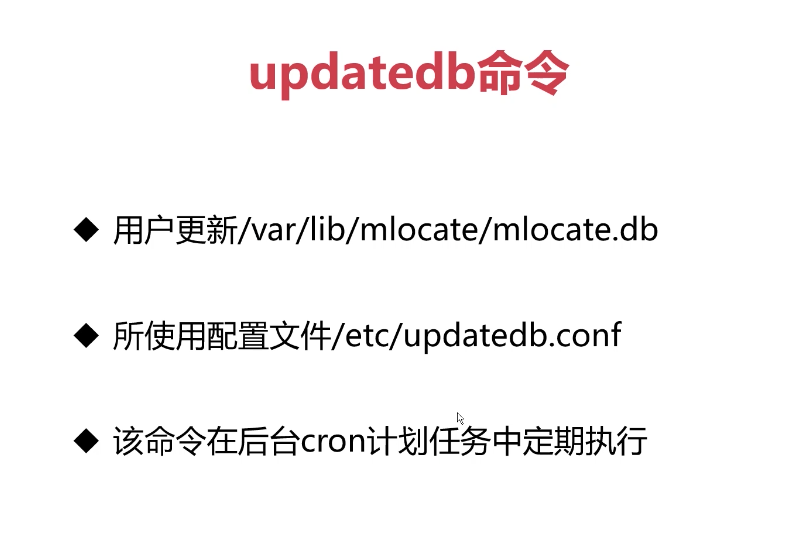 updatedb命令
◆ 用户更新/var/lib/mlocate/mlocate.db
◆ 所使用配置文件/etc/updatedb.conf
◆ 该命令在后台cron计划任务中定期执行